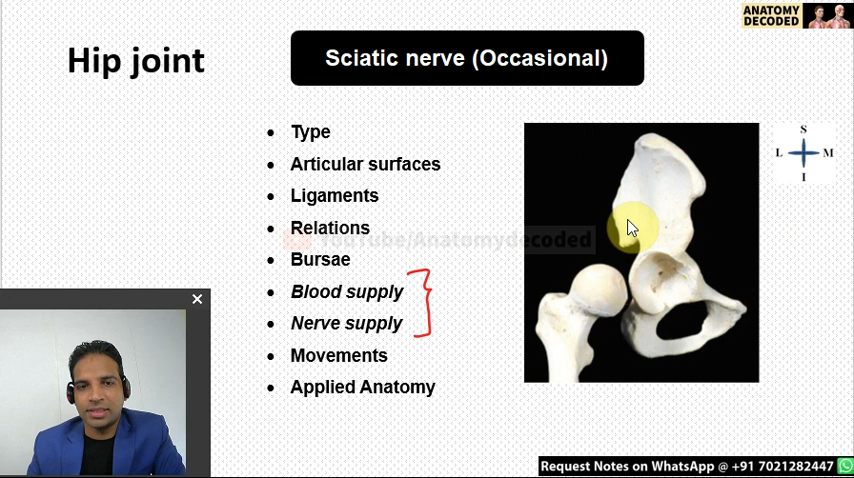 ANATOMY
DECODED
Hip joint
Sciatic nerve (Occasional)
S
L M
I
• Type
• Articular surfaces
• Ligaments
• Relations
• Bursae
• Blood supply
• Nerve supply
• Movements
• Applied Anatomy
YouTube/Anatomydecoded
Request Notes on WhatsApp @ +91 7021282447